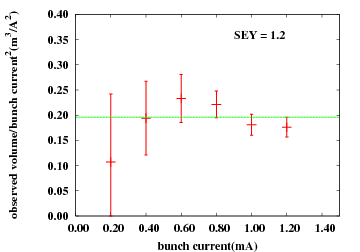 observed volume/bunch current²(m³/A²)
0.40
0.35
0.30
0.25
0.20
0.15
0.10
0.05
0.00
SEY = 1.2
0.00 0.20 0.40 0.60 0.80 1.00 1.20 1.40
bunch current(mA)